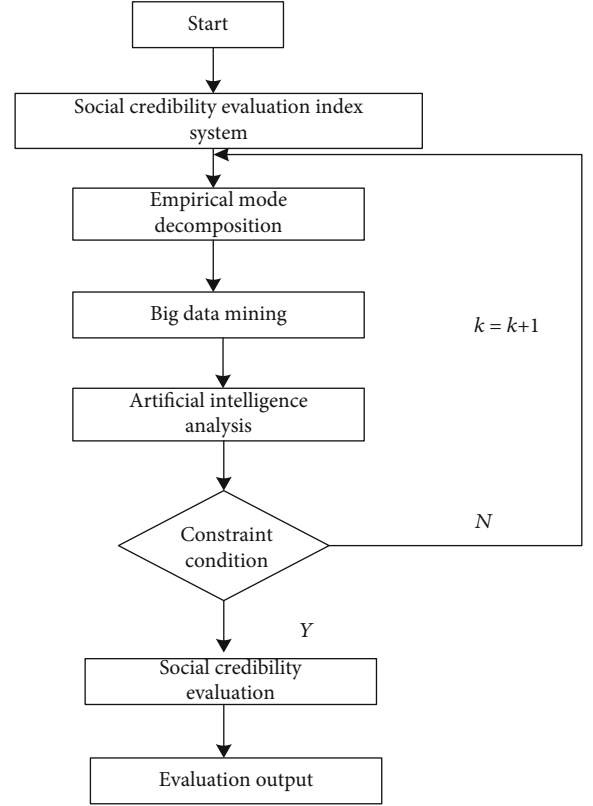 Start
Social credibility evaluation index
system
Empirical mode
decomposition
Big data mining
k = k+1
Artificial intelligence
analysis
Constraint
condition
N
Y
Social credibility
evaluation
Evaluation output